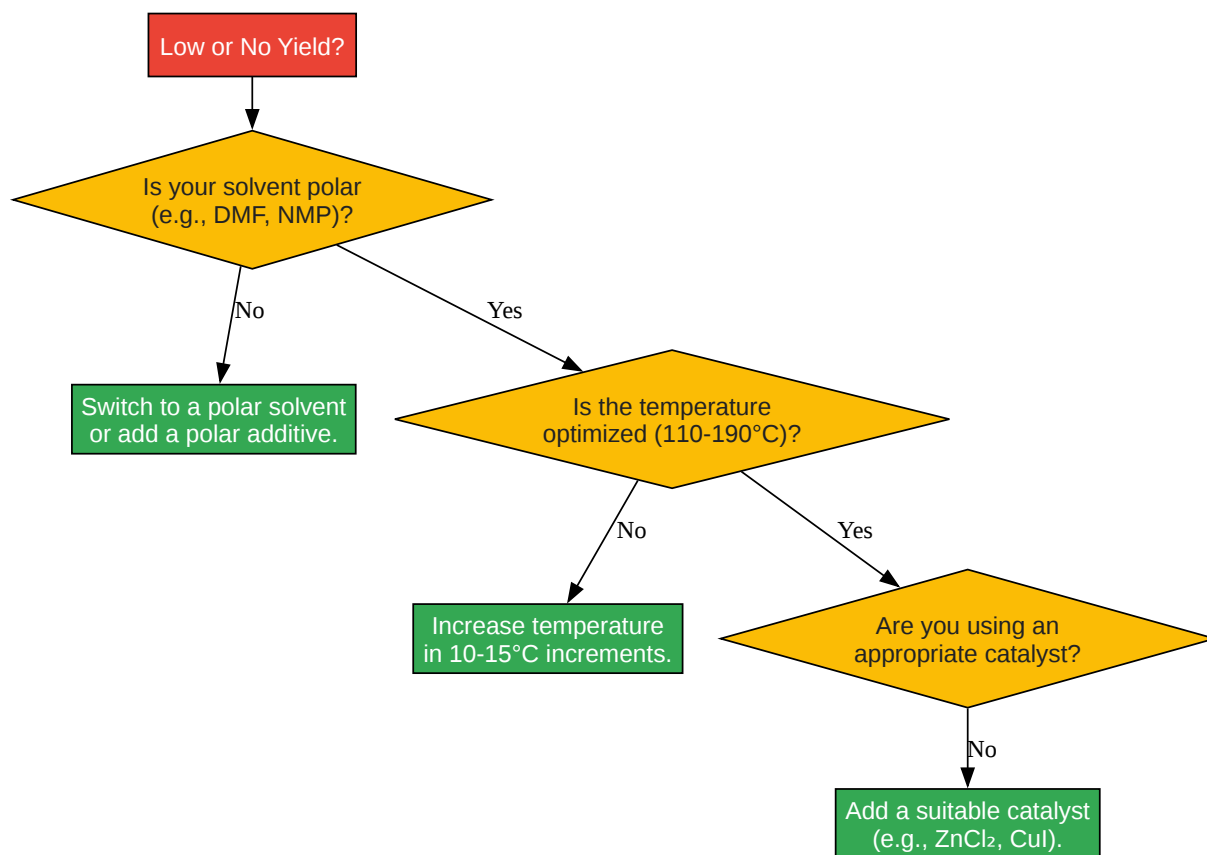 Low or No Yield?
Is your solvent polar
(e.g., DMF, NMP)?
No
Yes
Switch to a polar solvent
or add a polar additive.
Is the temperature
optimized (110-190°C)?
No
Yes
Increase temperature
in 10-15°C increments.
Are you using an
appropriate catalyst?
No
Add a suitable catalyst
(e.g., ZnCl₂, CuI).